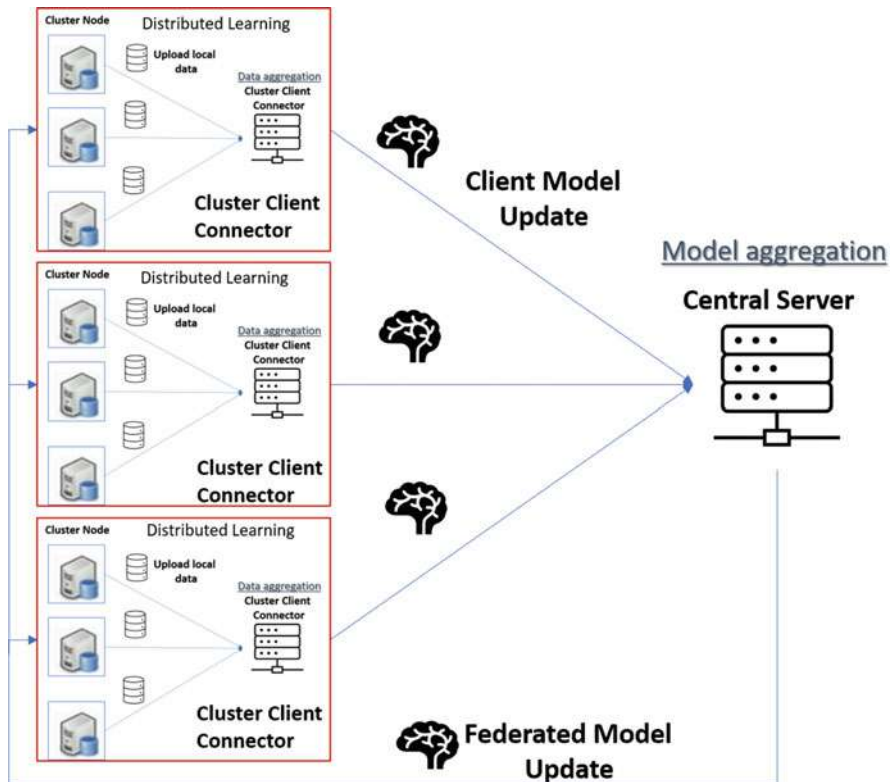 Cluster Node
Distributed Learning
Upload local
data
Data aggregation
Cluster Client
Connector
Cluster Client
Connector
Cluster Node
Distributed Learning
Upload local
data
Data aggregation
Cluster Client
Connector
Cluster Client
Connector
Cluster Node
Distributed Learning
Upload local
data
Data aggregation
Cluster Client
Connector
Cluster Client
Connector
Client Model
Update
Model aggregation
Central Server
Federated Model
Update